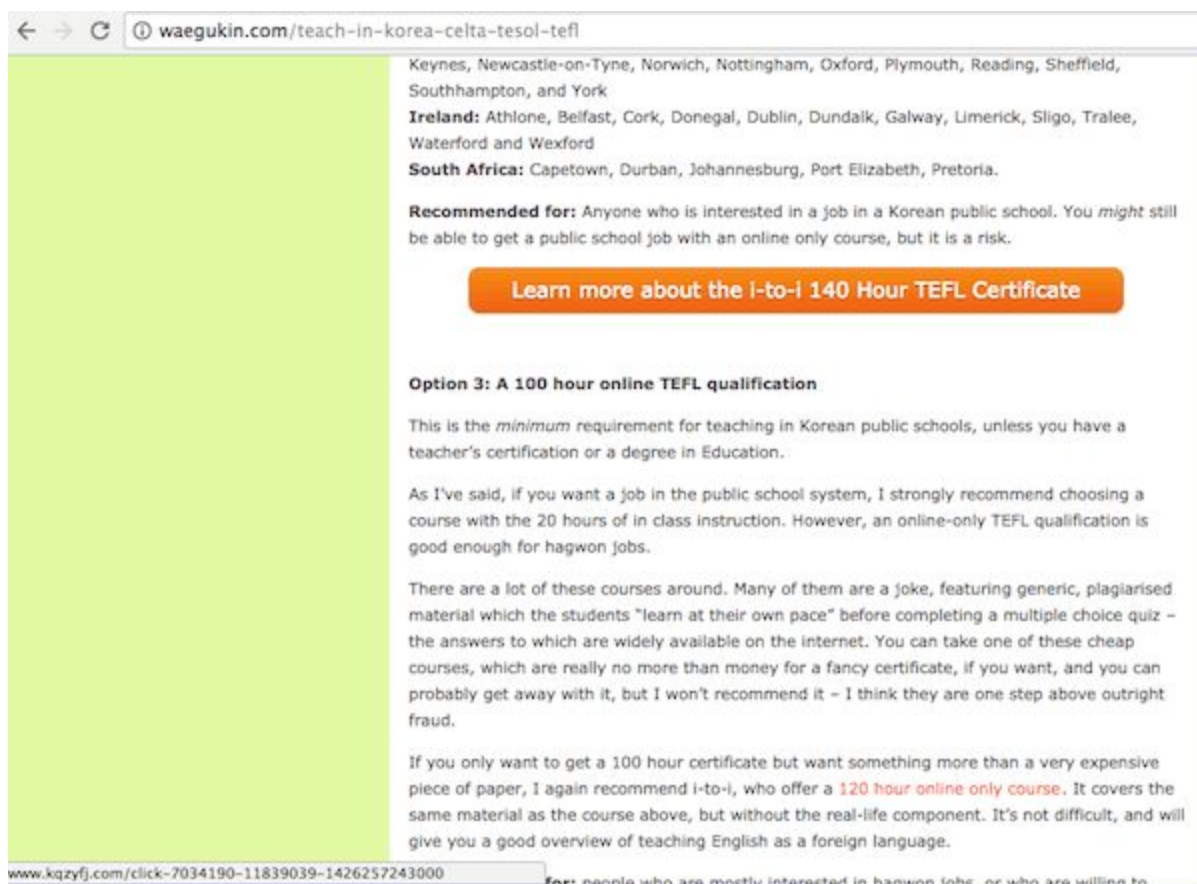 waegukin.com/teach-in-korea-celta-tesol-tefl
Keynes, Newcastle-on-Tyne, Norwich, Nottingham, Oxford, Plymouth, Reading, Sheffield,
Southhampton, and York
Ireland: Athlone, Belfast, Cork, Donegal, Dublin, Dundalk, Galway, Limerick, Sligo, Tralee,
Waterford and Wexford
South Africa: Capetown, Durban, Johannesburg, Port Elizabeth, Pretoria.
Recommended for: Anyone who is interested in a job in a Korean public school. You might still
be able to get a public school job with an online only course, but it is a risk.
Learn more about the i-to-i 140 Hour TEFL Certificate
Option 3: A 100 hour online TEFL qualification
This is the minimum requirement for teaching in Korean public schools, unless you have a
teacher's certification or a degree in Education.
As I've said, if you want a job in the public school system, I strongly recommend choosing a
course with the 20 hours of in class instruction. However, an online-only TEFL qualification is
good enough for hagwon jobs.
There are a lot of these courses around. Many of them are a joke, featuring generic, plagiarised
material which the students "learn at their own pace" before completing a multiple choice quiz –
the answers to which are widely available on the internet. You can take one of these cheap
courses, which are really no more than money for a fancy certificate, if you want, and you can
probably get away with it, but I won't recommend it – I think they are one step above outright
fraud.
If you only want to get a 100 hour certificate but want something more than a very expensive
piece of paper, I again recommend i-to-i, who offer a 120 hour online only course. It covers the
same material as the course above, but without the real-life component. It's not difficult, and will
give you a good overview of teaching English as a foreign language.
www.kqzyfj.com/click-7034190-11839039-1426257243000
for: people who are mostly interested in hagwon jobs, or who are willing to